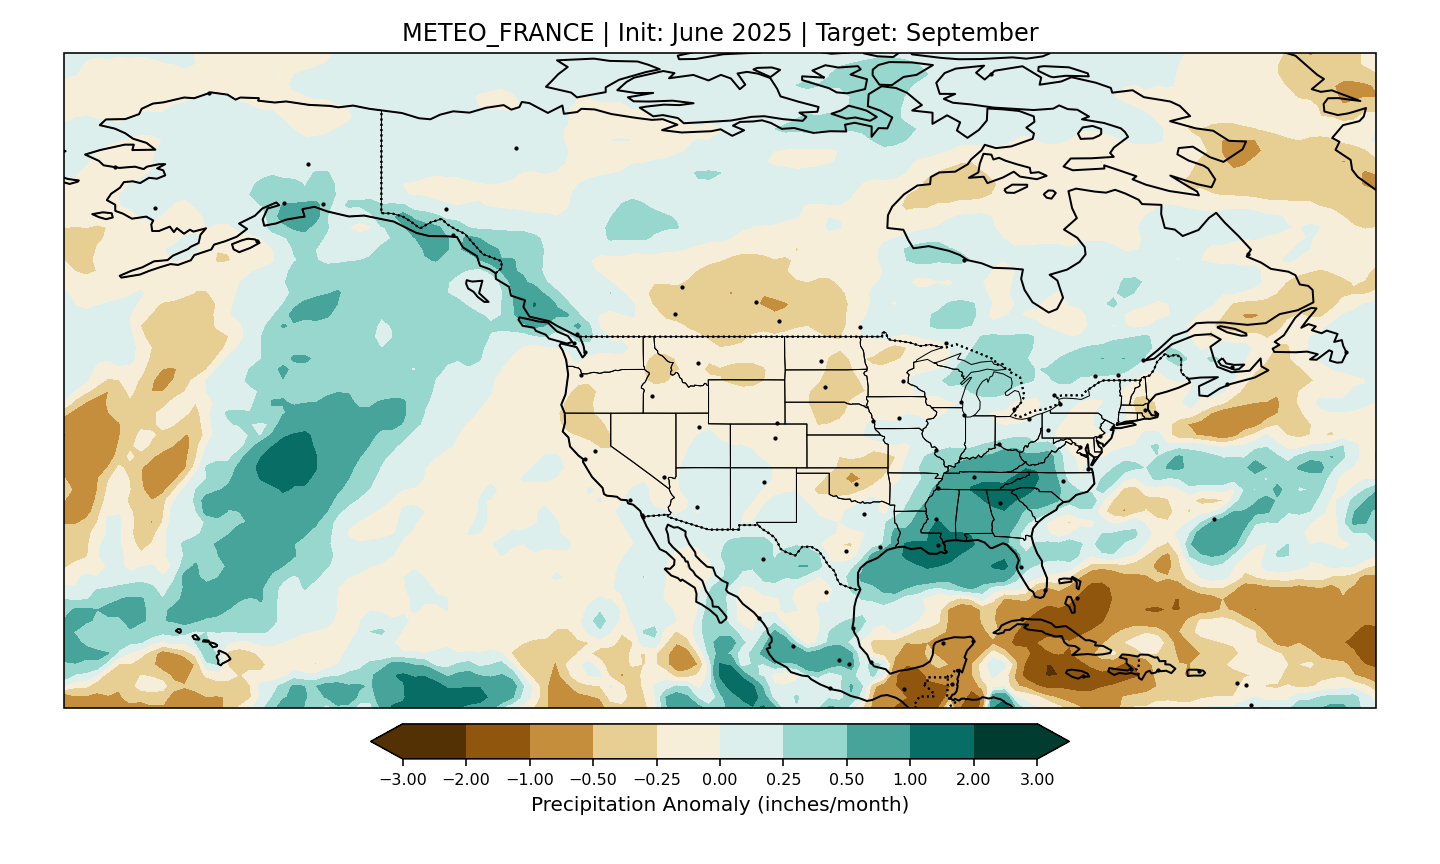 METEO_FRANCE | Init: June 2025 | Target: September
−3.00 −2.00 −1.00 −0.50 −0.25 0.00 0.25 0.50 1.00 2.00 3.00
Precipitation Anomaly (inches/month)